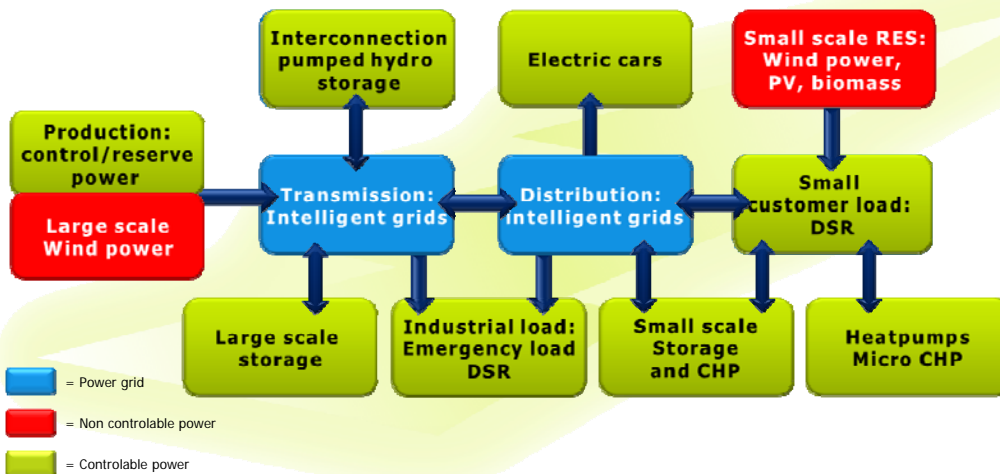 Interconnection
pumped hydro
storage
Electric cars
Small scale RES:
Wind power,
PV, biomass
Production:
control/reserve
power
Large scale
Wind power
Transmission:
Intelligent grids
Distribution:
intelligent grids
Small
customer load:
DSR
Large scale
storage
Industrial load:
Emergency load
DSR
Small scale
Storage
and CHP
Heatpumps
Micro CHP
= Power grid
= Non controlable power
= Controlable power